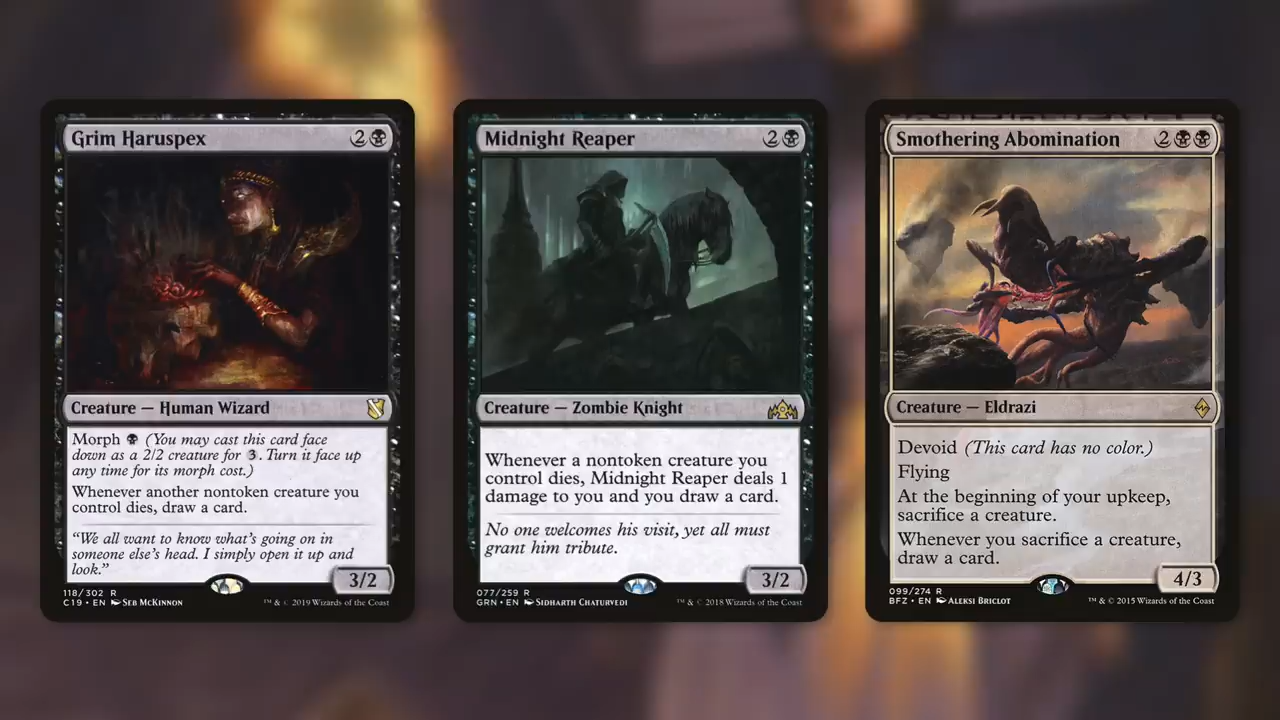 Grim Haruspex 2
Creature — Human Wizard
Morph (You may cast this card face
down as a 2/2 creature for 3. Turn it face up
any time for its morph cost.)
Whenever another nontoken creature you
control dies, draw a card.
“We all want to know what’s going on in
someone else’s head. I simply open it up and
look.”
3/2
118/302 R
C19 • EN Seb McKinnon
™ & © 2019 Wizards of the Coast
Midnight Reaper 2
Creature — Zombie Knight
Whenever a nontoken creature you
control dies, Midnight Reaper deals 1
damage to you and you draw a card.
No one welcomes his visit, yet all must
grant him tribute.
3/2
077/259 R
GRN • EN Sidharth Chaturvedi
™ & © 2018 Wizards of the Coast
Smothering Abomination 2
Creature — Eldrazi
Devoid (This card has no color.)
Flying
At the beginning of your upkeep,
sacrifice a creature.
Whenever you sacrifice a creature,
draw a card.
4/3
099/274 R
BFZ • EN Aleksi Briclot
™ & © 2015 Wizards of the Coast